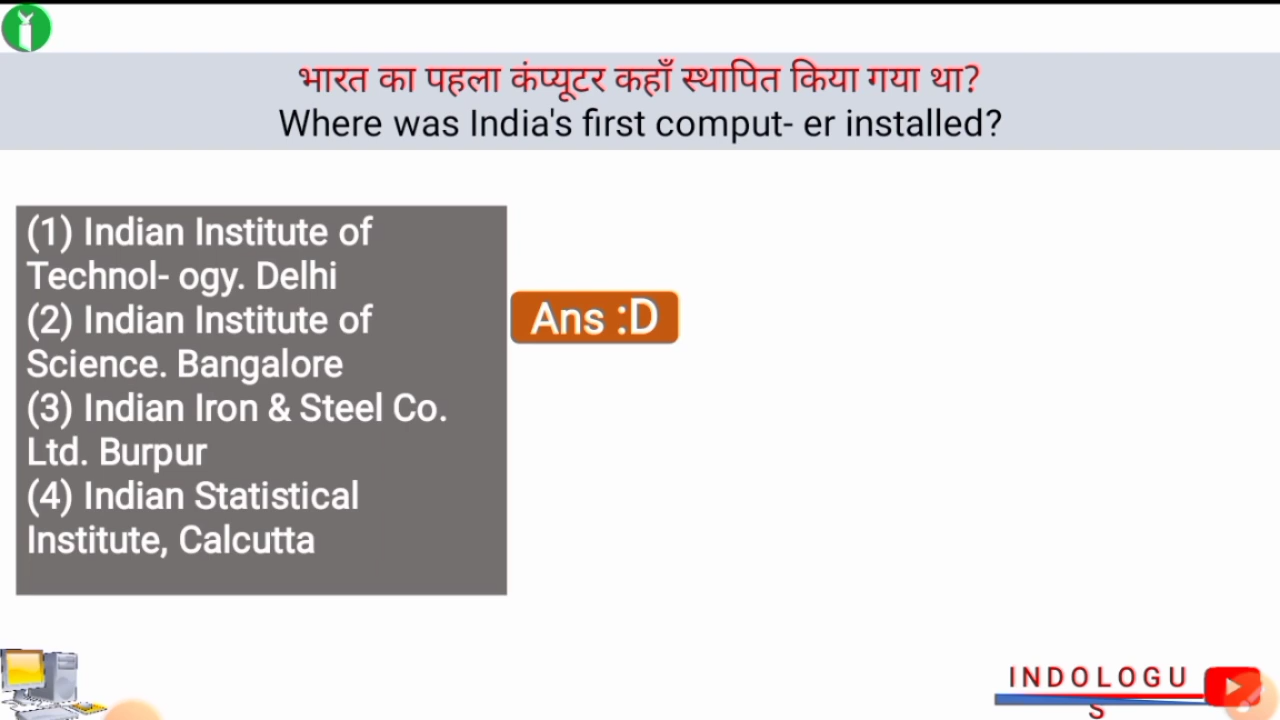 भारत का पहला कंप्यूटर कहाँ स्थापित किया गया था?
Where was India's first comput- er installed?
(1) Indian Institute of
Technol- ogy. Delhi
(2) Indian Institute of
Science. Bangalore
(3) Indian Iron & Steel Co.
Ltd. Burpur
(4) Indian Statistical
Institute, Calcutta
Ans :D
INDOLOGU
S